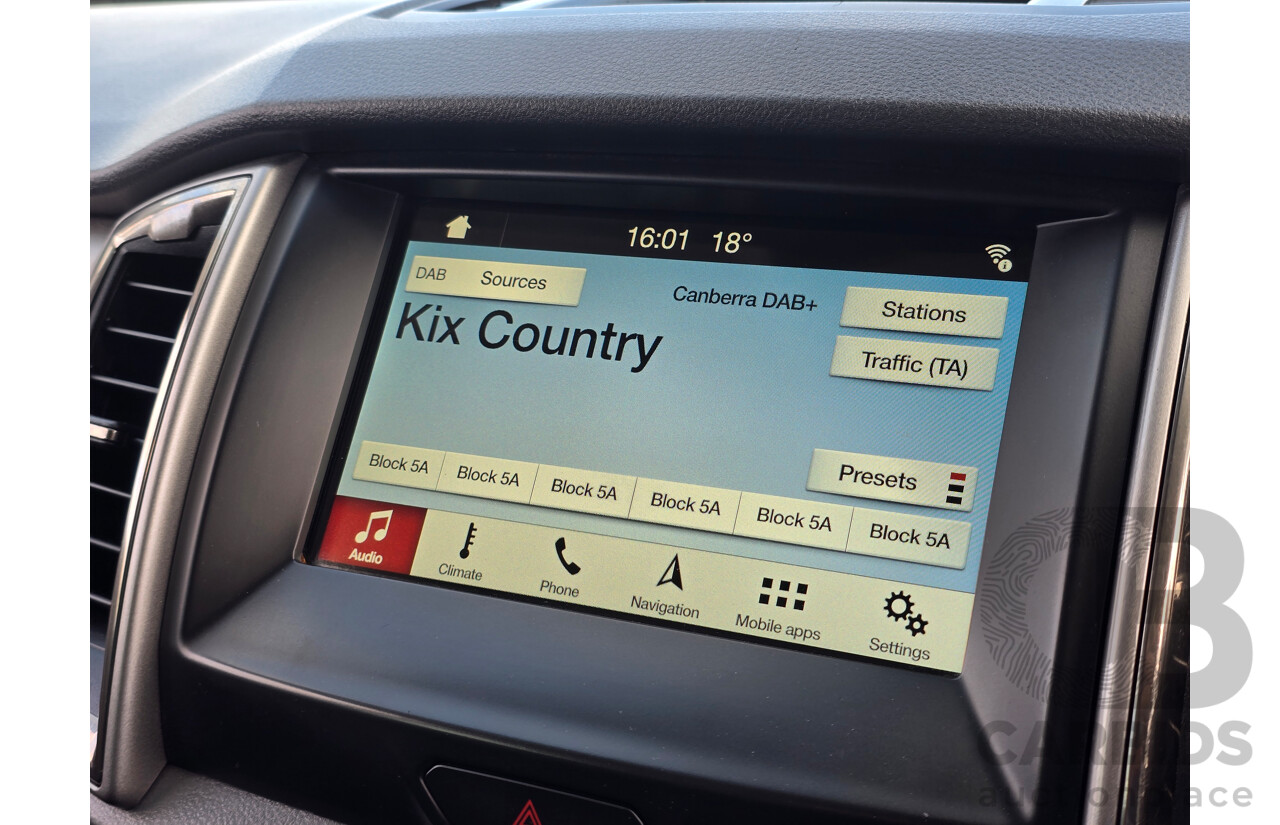 16:01 18°
DAB Sources
Canberra DAB+
Stations
Kix Country
Traffic (TA)
Presets
Block 5A Block 5A Block 5A Block 5A Block 5A Block 5A
Audio Climate Phone Navigation Mobile apps Settings